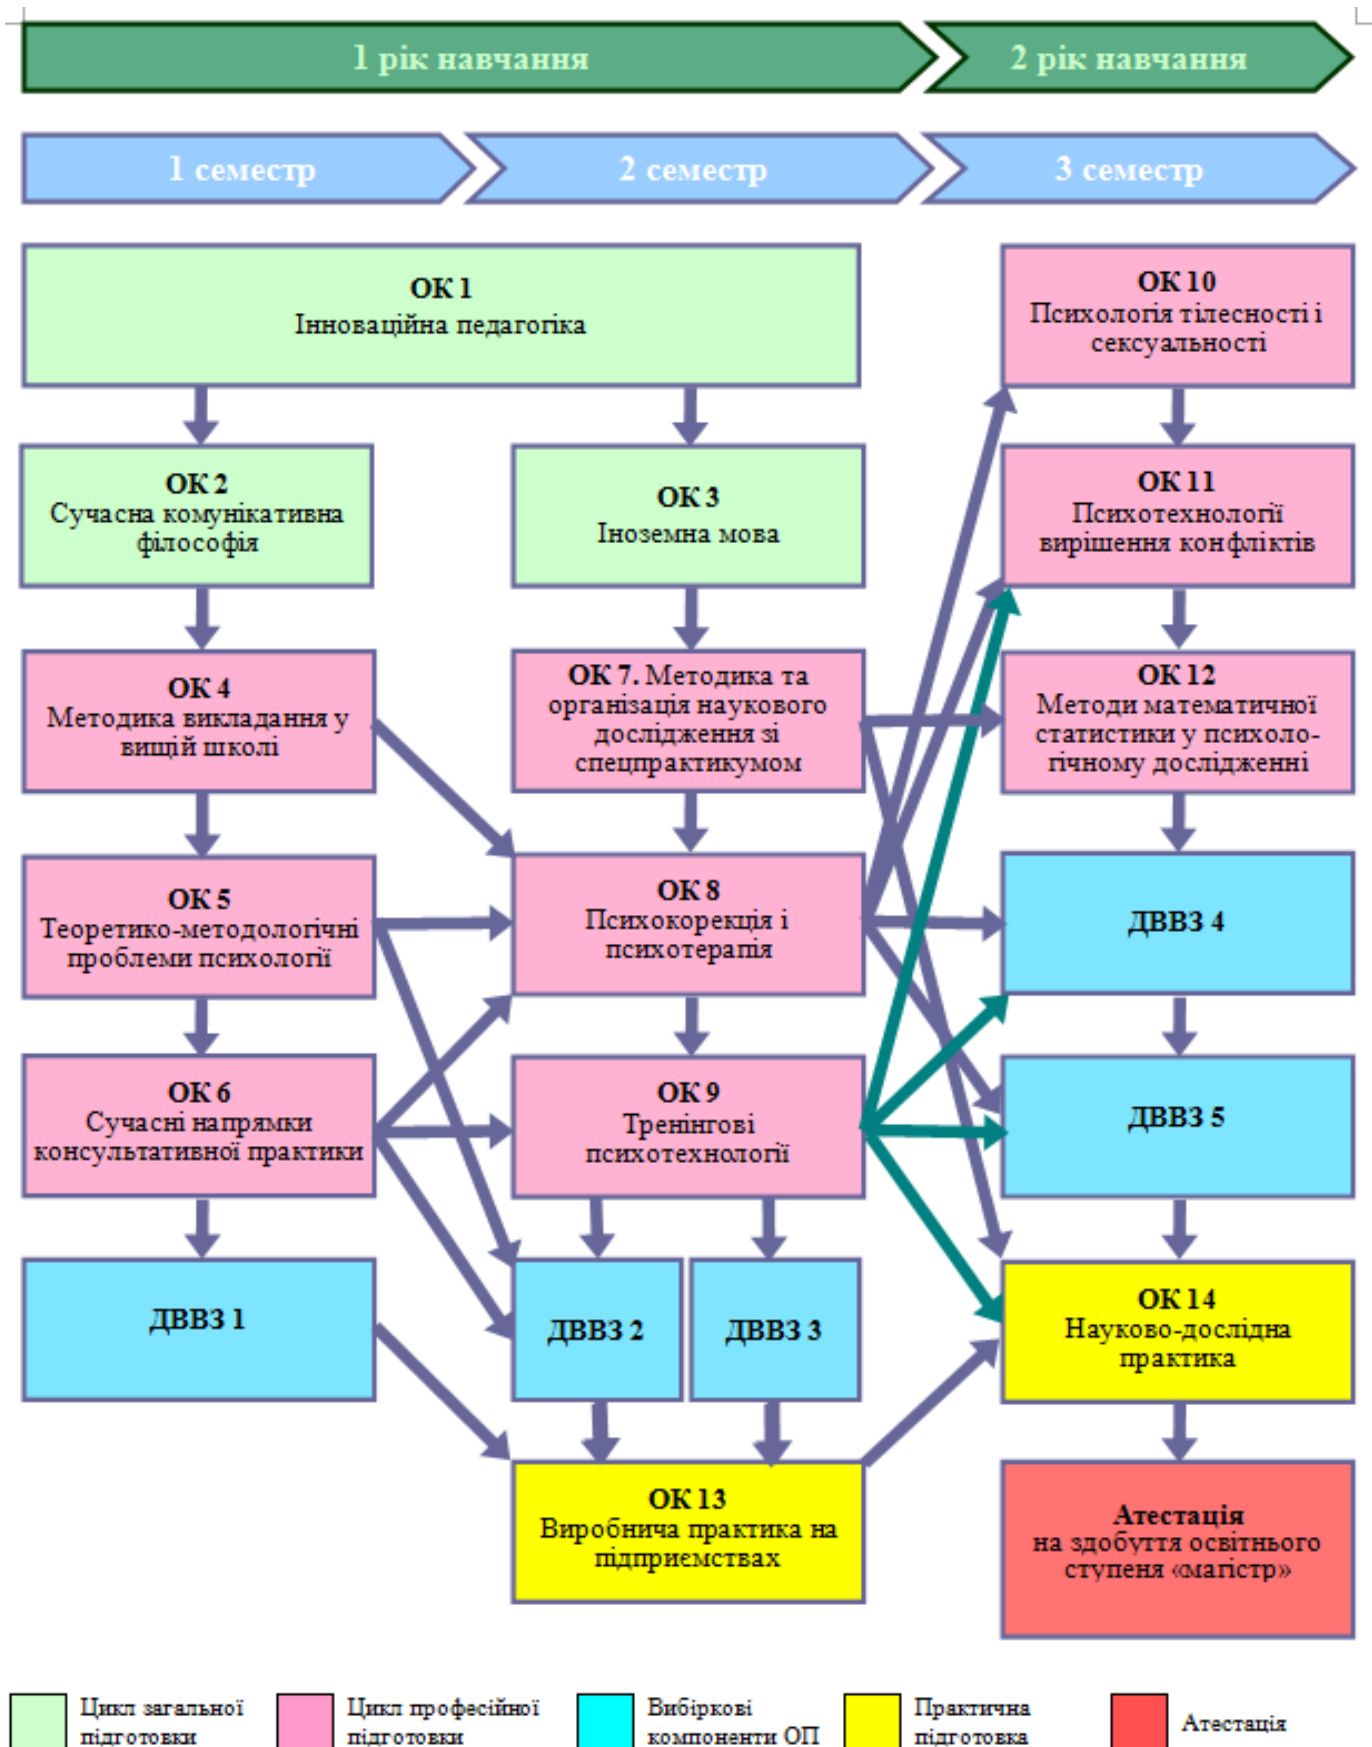 1 рік навчання
2 рік навчання
1 семестр
2 семестр
3 семестр
ОК 1
Інноваційна педагогіка
ОК 10
Психологія тілесності і
сексуальності
ОК 2
Сучасна комунікативна
філософія
ОК 3
Іноземна мова
ОК 11
Психотехнології
вирішення конфліктів
ОК 4
Методика викладання у
вищій школі
ОК 7. Методика та
організація наукового
дослідження зі
спецпрактикумом
ОК 12
Методи математичної
статистики у психоло-
гічному дослідженні
ОК 5
Теоретико-методологічні
проблеми психології
ОК 8
Психокорекція і
психотерапія
ДВВЗ 4
ОК 6
Сучасні напрямки
консультативної практики
ОК 9
Тренінгові
психотехнології
ДВВЗ 5
ДВВЗ 1
ДВВЗ 2
ДВВЗ 3
ОК 14
Науково-дослідна
практика
ОК 13
Виробнича практика на
підприємствах
Атестація
на здобуття освітнього
ступеня «магістр»
Цикл загальної
підготовки
Цикл професійної
підготовки
Вибіркові
компоненти ОП
Практична
підготовка
Атестація